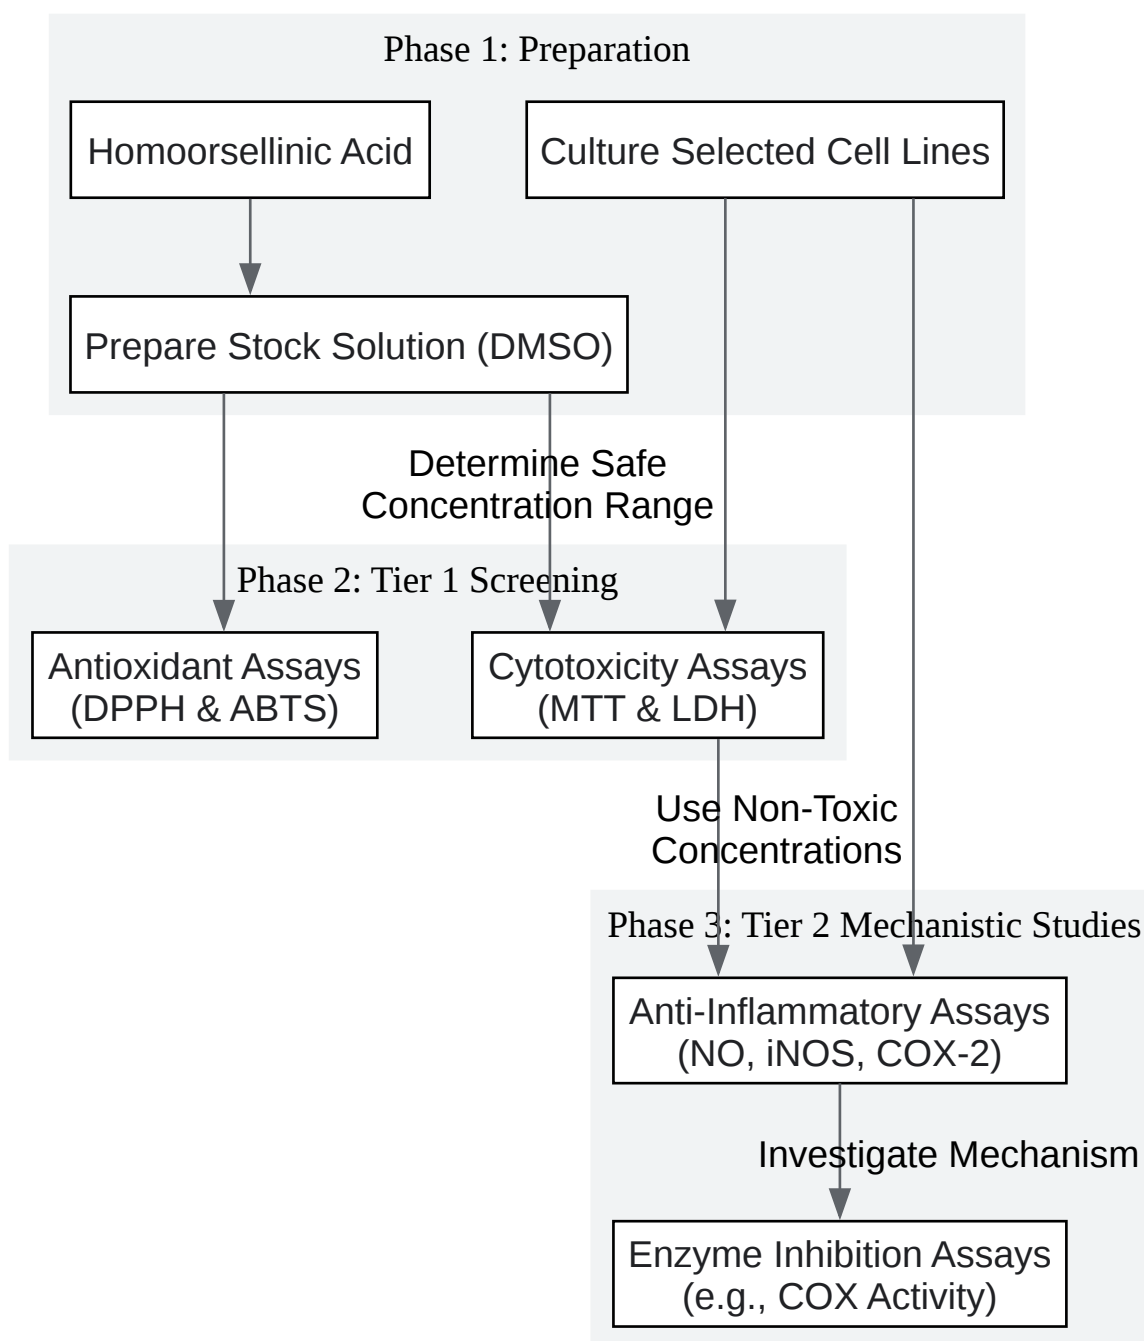 Phase 1: Preparation
Homoorsellinic Acid
Culture Selected Cell Lines
Prepare Stock Solution (DMSO)
Determine Safe
Concentration Range
Phase 2: Tier 1 Screening
Antioxidant Assays
(DPPH & ABTS)
Cytotoxicity Assays
(MTT & LDH)
Use Non-Toxic
Concentrations
Phase 3: Tier 2 Mechanistic Studies
Anti-Inflammatory Assays
(NO, iNOS, COX-2)
Investigate Mechanism
Enzyme Inhibition Assays
(e.g., COX Activity)